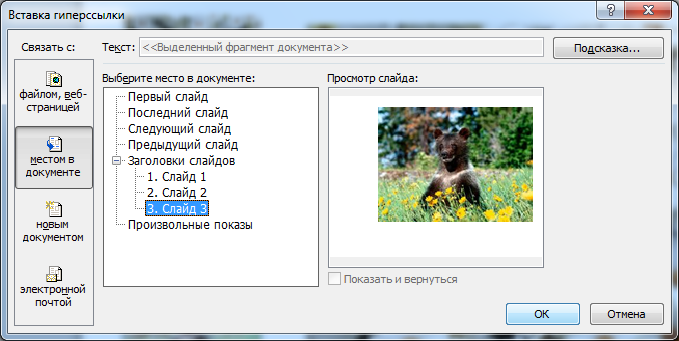 Вставка гиперссылки
Связать с:
Текст: <<Выделенный фрагмент документа>>
Подсказка...
файлом, веб-
страницей
местом в
документе
новым
документом
электронной
почтой
Выберите место в документе:
Первый слайд
Последний слайд
Следующий слайд
Предыдущий слайд
Заголовки слайдов
1. Слайд 1
2. Слайд 2
3. Слайд 3
Произвольные показы
Просмотр слайда:
Показать и вернуться
ОК
Отмена